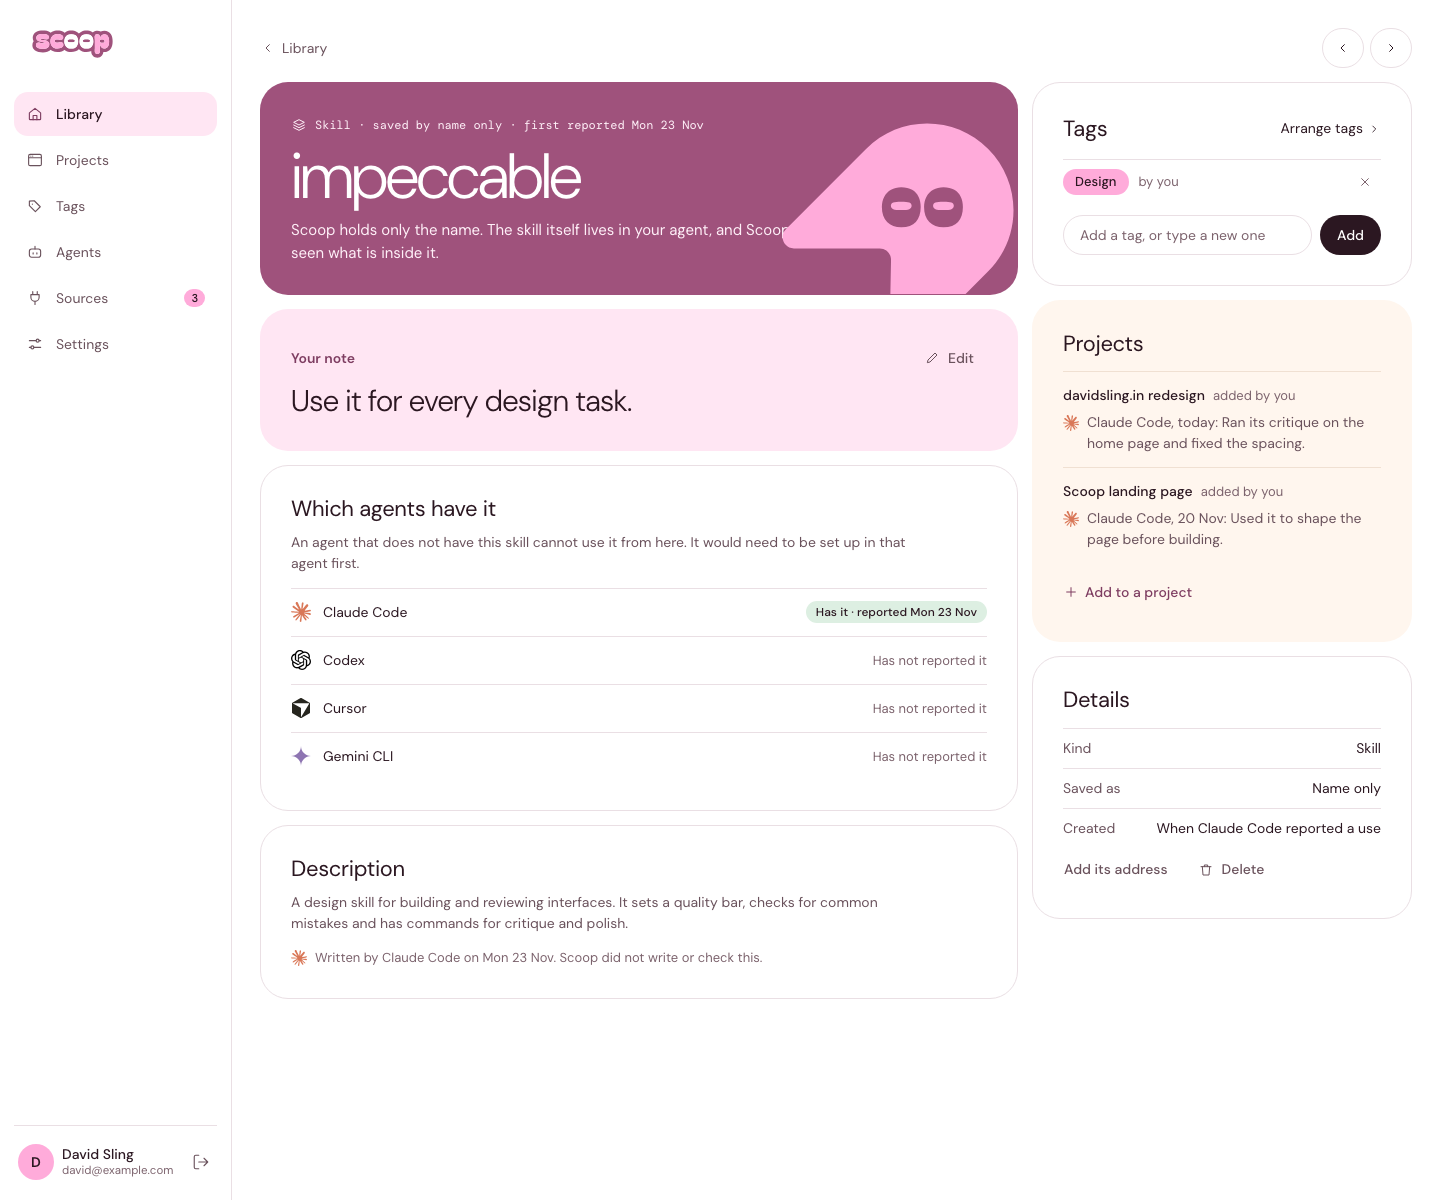 scoop
Library
Projects
Tags
Agents
Sources 3
Settings
D
David Sling
david@example.com
Library
Skill · saved by name only · first reported Mon 23 Nov
impeccable
Scoop holds only the name. The skill itself lives in your agent, and Scoop
seen what is inside it.
Your note
Edit
Use it for every design task.
Which agents have it
An agent that does not have this skill cannot use it from here. It would need to be set up in that
agent first.
Claude Code Has it · reported Mon 23 Nov
Codex Has not reported it
Cursor Has not reported it
Gemini CLI Has not reported it
Description
A design skill for building and reviewing interfaces. It sets a quality bar, checks for common
mistakes and has commands for critique and polish.
Written by Claude Code on Mon 23 Nov. Scoop did not write or check this.
Tags Arrange tags
Design by you
Add a tag, or type a new one Add
Projects
davidsling.in redesign added by you
Claude Code, today: Ran its critique on the
home page and fixed the spacing.
Scoop landing page added by you
Claude Code, 20 Nov: Used it to shape the
page before building.
Add to a project
Details
Kind Skill
Saved as Name only
Created When Claude Code reported a use
Add its address Delete